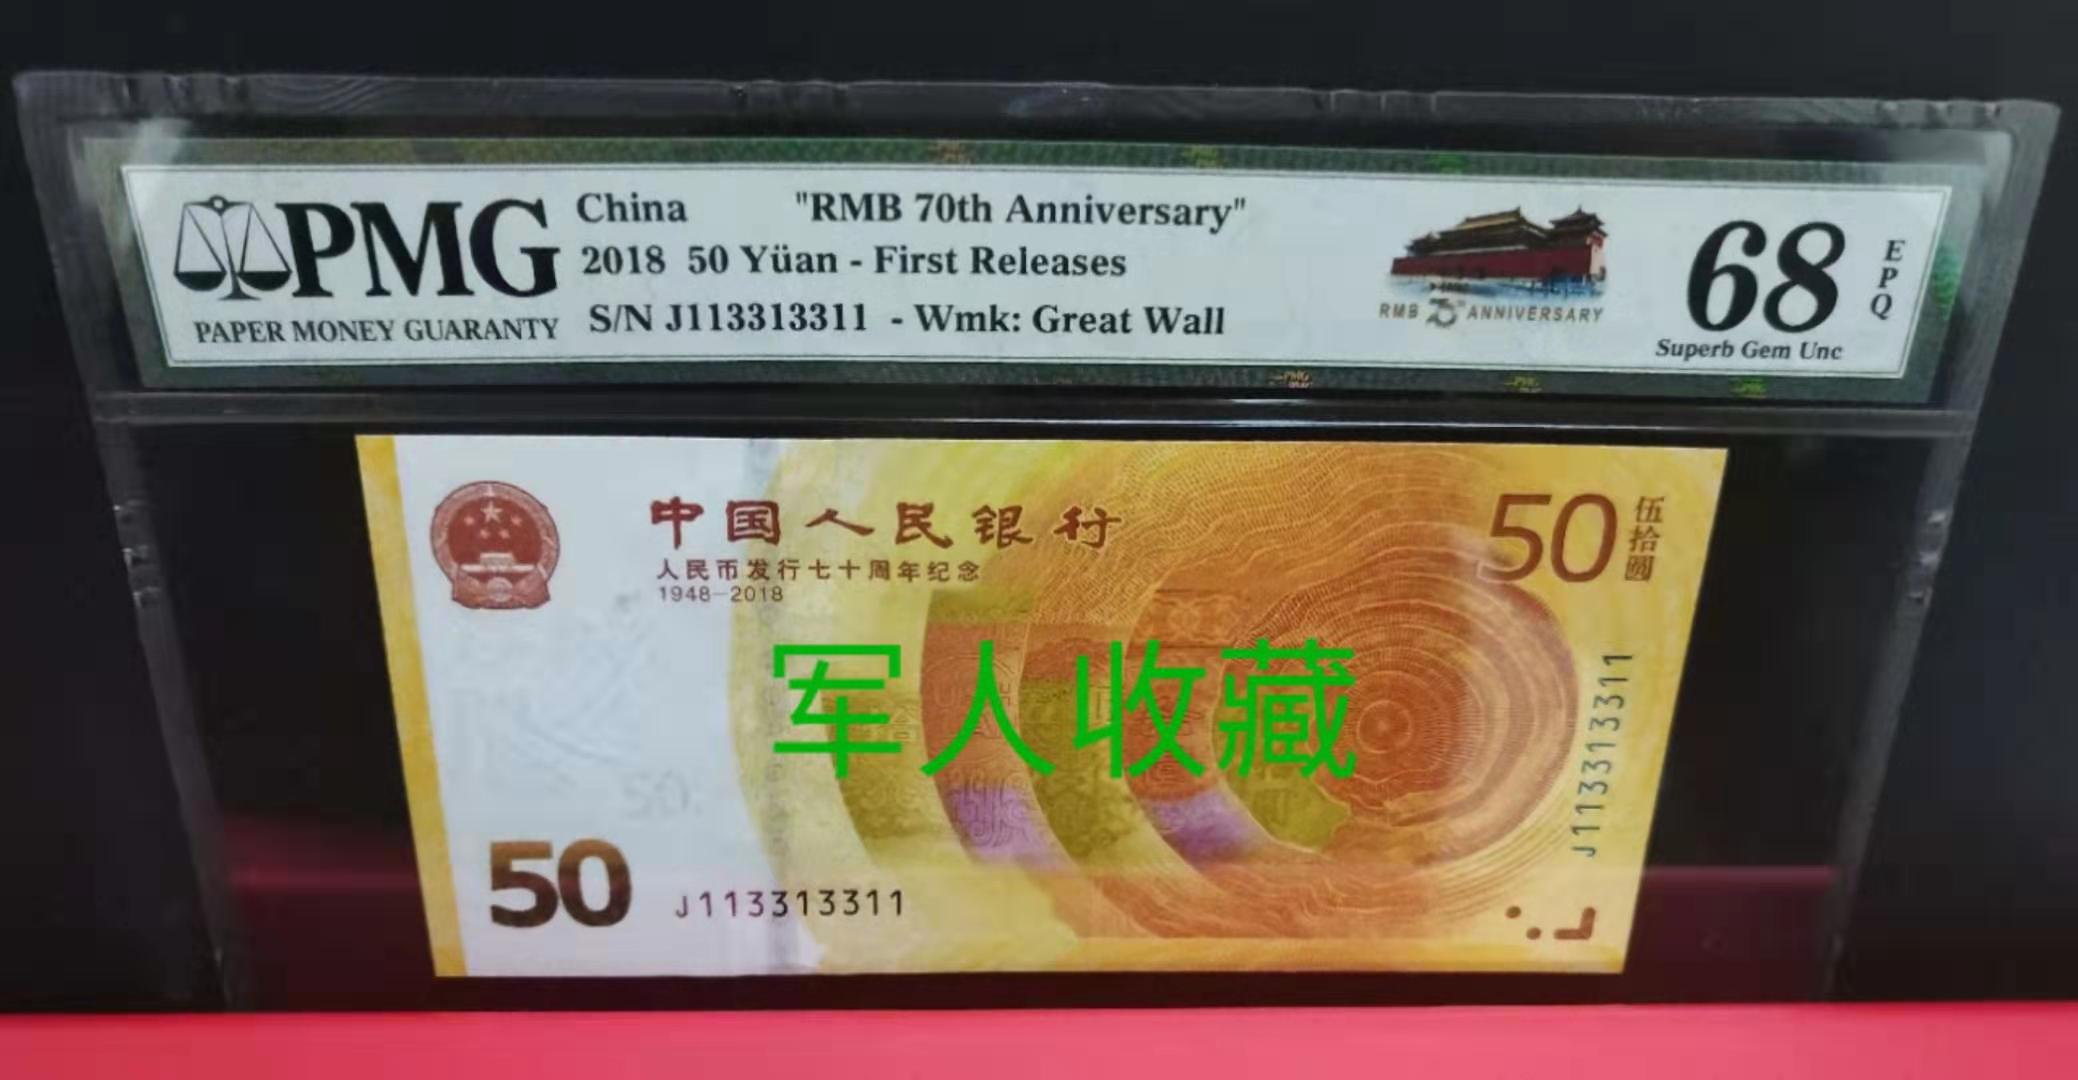 PMG
PAPER MONEY GUARANTY
China "RMB 70th Anniversary"
2018 50 Yüan - First Releases
S/N J113313311 - Wmk: Great Wall
RMB 70th ANNIVERSARY
68
EPQ
Superb Gem Unc
中国人民银行
人民币发行七十周年纪念
1948—2018
50
伍拾圆
军人收藏
J113313311
50
50
J113313311